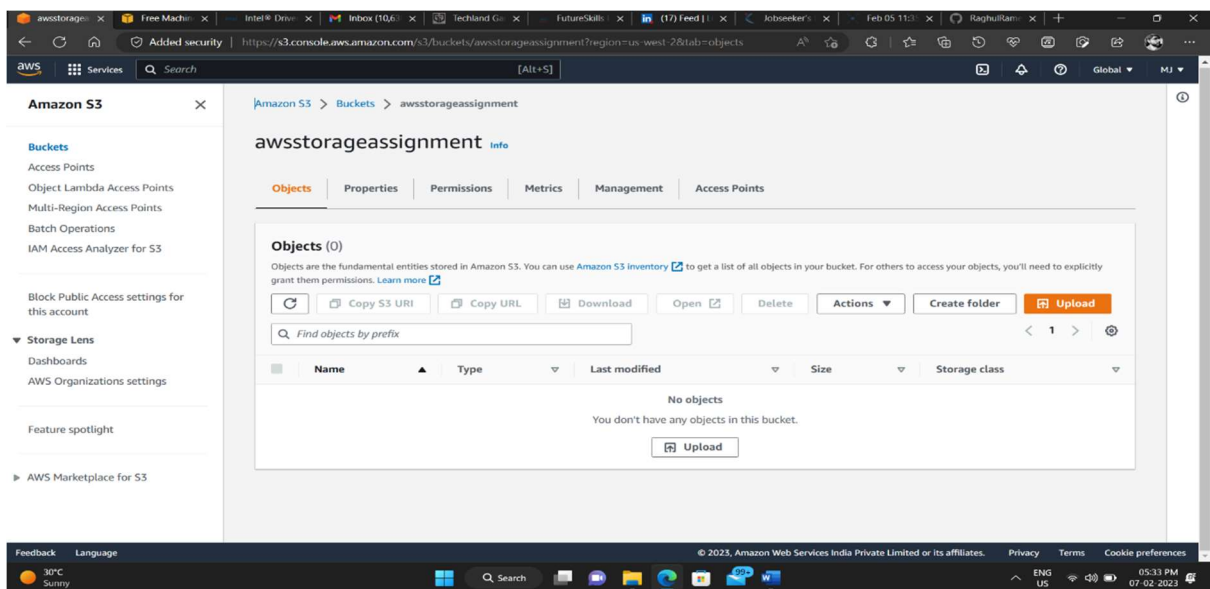 awsstorage
Free Machin
Intel® Drive
Inbox (10,6
Techland Ga
FutureSkills
(17) Feed | L
Jobseeker's
Feb 05 11:3
RaghulRam
Added security
https://s3.console.aws.amazon.com/s3/buckets/awsstorageassignment?region=us-west-2&tab=objects
aws
Services
Search
[Alt+S]
Global ▼
MJ ▼
Amazon S3
Buckets
Access Points
Object Lambda Access Points
Multi-Region Access Points
Batch Operations
IAM Access Analyzer for S3
Block Public Access settings for
this account
▼ Storage Lens
Dashboards
AWS Organizations settings
Feature spotlight
▶ AWS Marketplace for S3
Amazon S3 > Buckets > awsstorageassignment
awsstorageassignment Info
Objects
Properties
Permissions
Metrics
Management
Access Points
Objects (0)
Objects are the fundamental entities stored in Amazon S3. You can use Amazon S3 inventory to get a list of all objects in your bucket. For others to access your objects, you'll need to explicitly
grant them permissions. Learn more
Copy S3 URI
Copy URL
Download
Open
Delete
Actions ▼
Create folder
Upload
Find objects by prefix
< 1 >
Name ▲
Type
Last modified
Size
Storage class
No objects
You don't have any objects in this bucket.
Upload
Feedback Language
© 2023, Amazon Web Services India Private Limited or its affiliates.
Privacy Terms Cookie preferences
30°C
Sunny
Search
99+
ENG
US
05:33 PM
07-02-2023